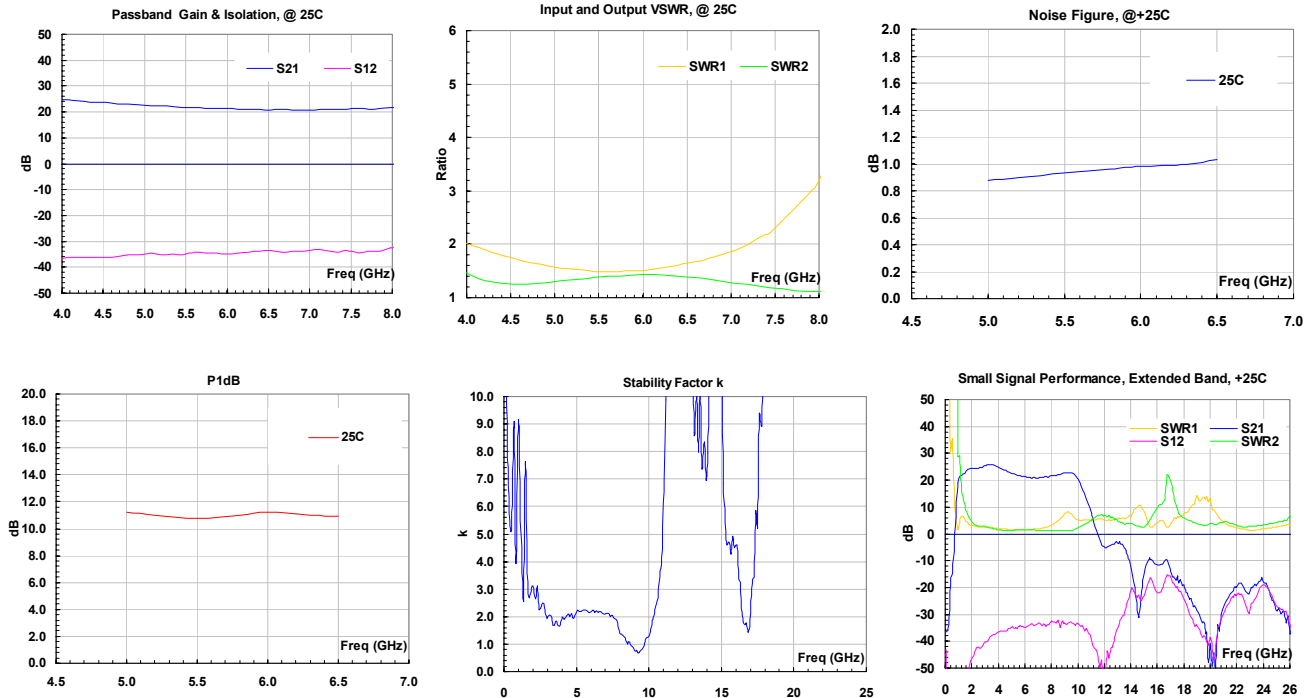 Passband Gain & Isolation, @ 25C
50
40
30
20
10
0
-10
-20
-30
-40
-50
dB
S21
S12
Freq (GHz)
4.0 4.5 5.0 5.5 6.0 6.5 7.0 7.5 8.0
Input and Output VSWR, @ 25C
6
5
4
3
2
1
Ratio
SWR1
SWR2
Freq (GHz)
4.0 4.5 5.0 5.5 6.0 6.5 7.0 7.5 8.0
Noise Figure, @+25C
2.0
1.8
1.6
1.4
1.2
1.0
0.8
0.6
0.4
0.2
0.0
dB
25C
Freq (GHz)
4.5 5.0 5.5 6.0 6.5 7.0
P1dB
20.0
18.0
16.0
14.0
12.0
10.0
8.0
6.0
4.0
2.0
0.0
dB
25C
Freq (GHz)
4.5 5.0 5.5 6.0 6.5 7.0
Stability Factor k
10.0
9.0
8.0
7.0
6.0
5.0
4.0
3.0
2.0
1.0
0.0
k
Freq (GHz)
0 5 10 15 20 25
Small Signal Performance, Extended Band, +25C
50
40
30
20
10
0
-10
-20
-30
-40
-50
dB
SWR1
S21
S12
SWR2
Freq (GHz)
0 2 4 6 8 10 12 14 16 18 20 22 24 26